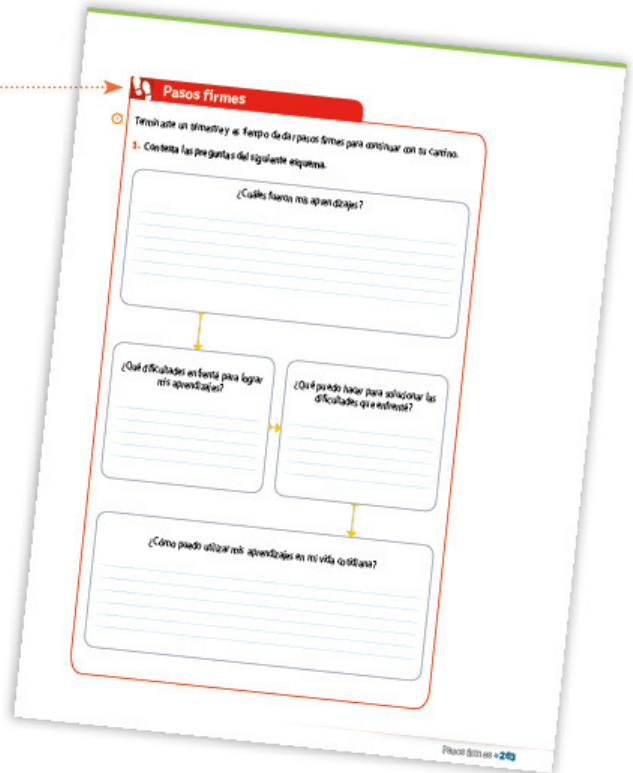 Pasos firmes
Terminaste un trimestre y es tiempo de dar pasos firmes para continuar con tu camino.
1- Contesta las preguntas del siguiente esquema.
¿Cuáles fueron mis aprendizajes?
¿Qué dificultades enfrenté para lograr
mis aprendizajes?
¿Qué puedo hacer para solucionar las
dificultades que enfrenté?
¿Cómo puedo utilizar mis aprendizajes en mi vida cotidiana?
Pasos firmes • 263